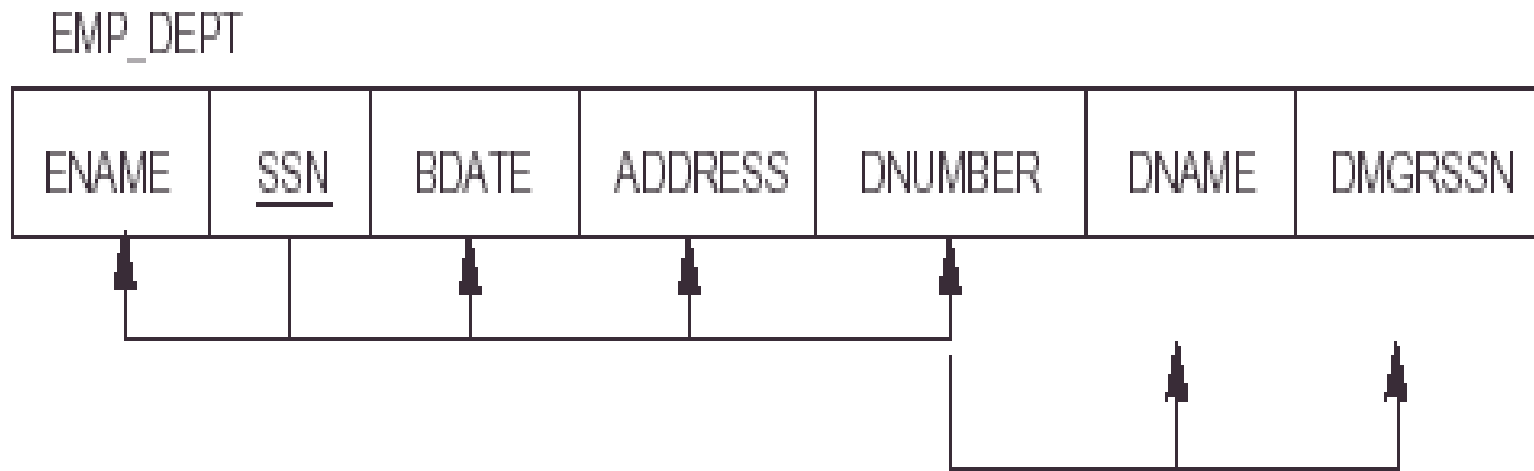 EMP_DEPT
ENAME SSN BDATE ADDRESS DNUMBER DNAME DMGRSSN